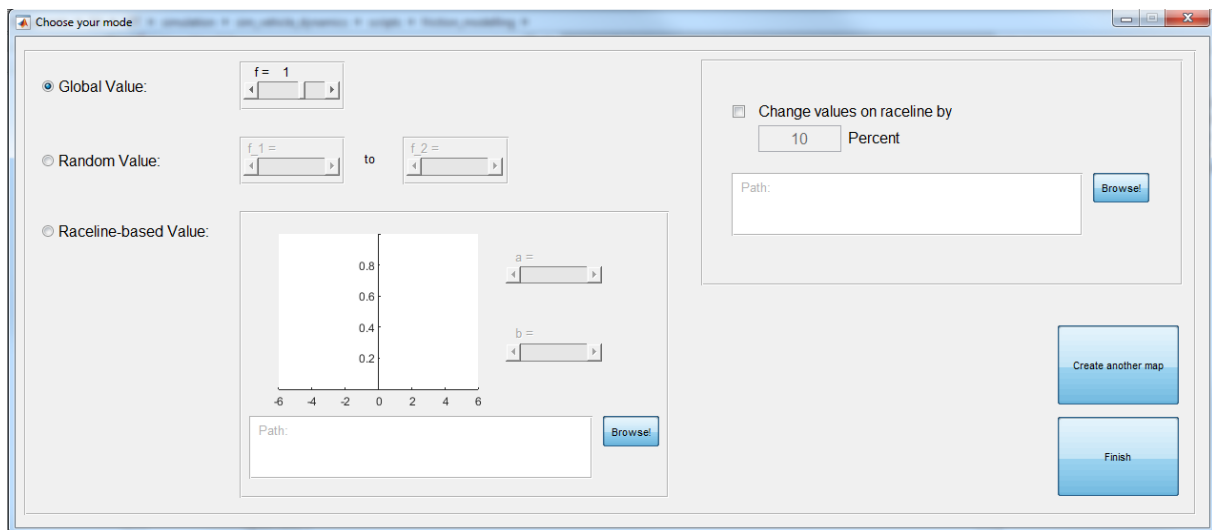 Choose your mode
Global Value:
f = 1
Random Value:
f_1 =
to
f_2 =
Raceline-based Value:
0.8
0.6
0.4
0.2
-6 -4 -2 0 2 4 6
a =
b =
Path:
Browse!
Change values on raceline by
10 Percent
Path:
Browse!
Create another map
Finish